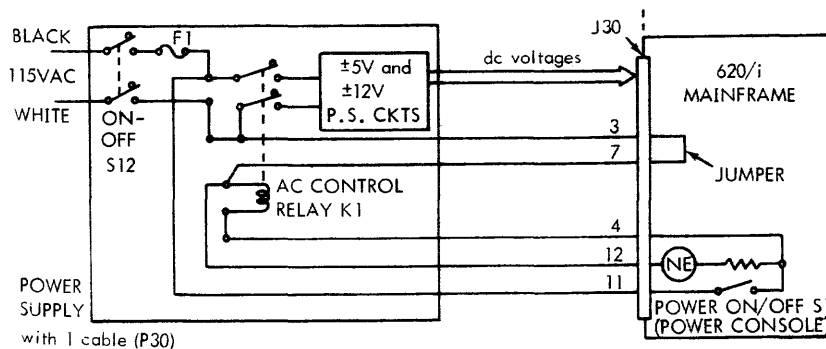 BLACK
F1
J30
115VAC
±5V and
±12V
P.S. CKTS
dc voltages
620/i
MAINFRAME
WHITE
ON-
OFF
S12
3
7
JUMPER
AC CONTROL
RELAY K1
4
12
NE
11
POWER
SUPPLY
POWER ON/OFF S1
(POWER CONSOLE)
with 1 cable (P30)